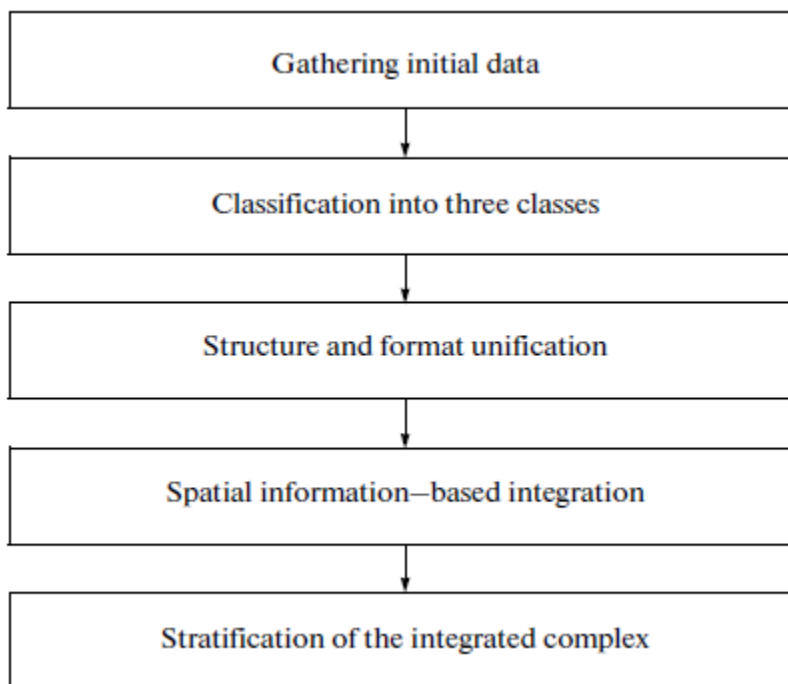 Gathering initial data
Classification into three classes
Structure and format unification
Spatial information–based integration
Stratification of the integrated complex